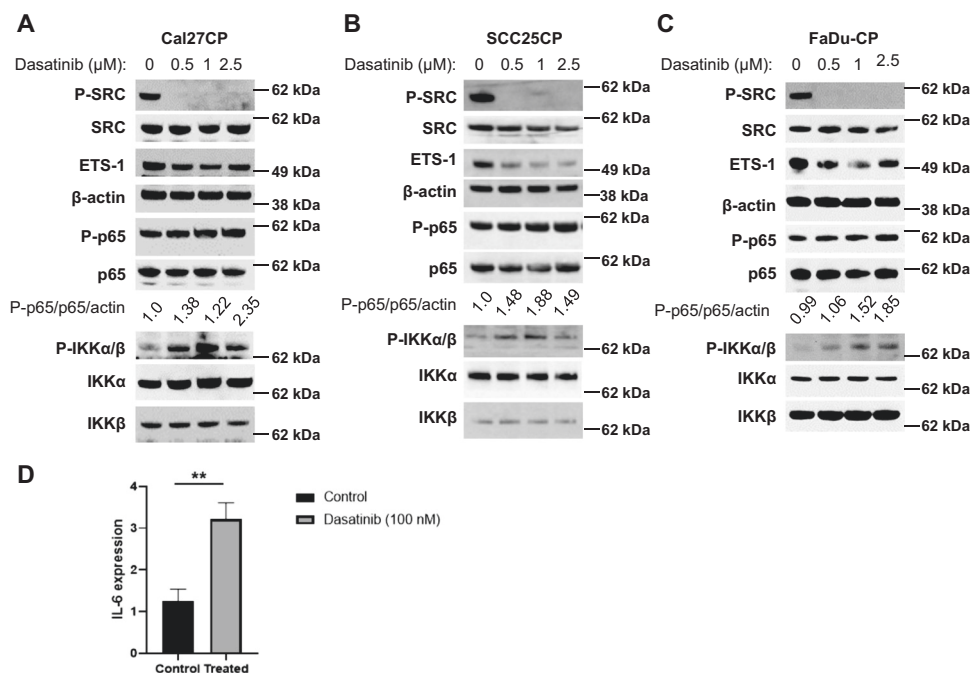 A
Cal27CP
Dasatinib (μM): 0 0.5 1 2.5
P-SRC
62 kDa
SRC
62 kDa
ETS-1
49 kDa
β-actin
38 kDa
P-p65
62 kDa
p65
62 kDa
P-p65/p65/actin 1.0 1.38 1.22 2.35
P-IKKα/β
62 kDa
IKKα
IKKβ
62 kDa
B
SCC25CP
Dasatinib (μM): 0 0.5 1 2.5
P-SRC
62 kDa
SRC
62 kDa
ETS-1
49 kDa
β-actin
38 kDa
P-p65
62 kDa
p65
62 kDa
P-p65/p65/actin 1.0 1.48 1.88 1.49
P-IKKα/β
62 kDa
IKKα
IKKβ
62 kDa
C
FaDu-CP
Dasatinib (μM): 0 0.5 1 2.5
P-SRC
62 kDa
SRC
62 kDa
ETS-1
49 kDa
β-actin
38 kDa
P-p65
62 kDa
p65
62 kDa
P-p65/p65/actin 0.99 1.06 1.52 1.85
P-IKKα/β
62 kDa
IKKα
IKKβ
62 kDa
D
IL-6 expression
4
3
2
1
0
**
Control Treated
Control
Dasatinib (100 nM)